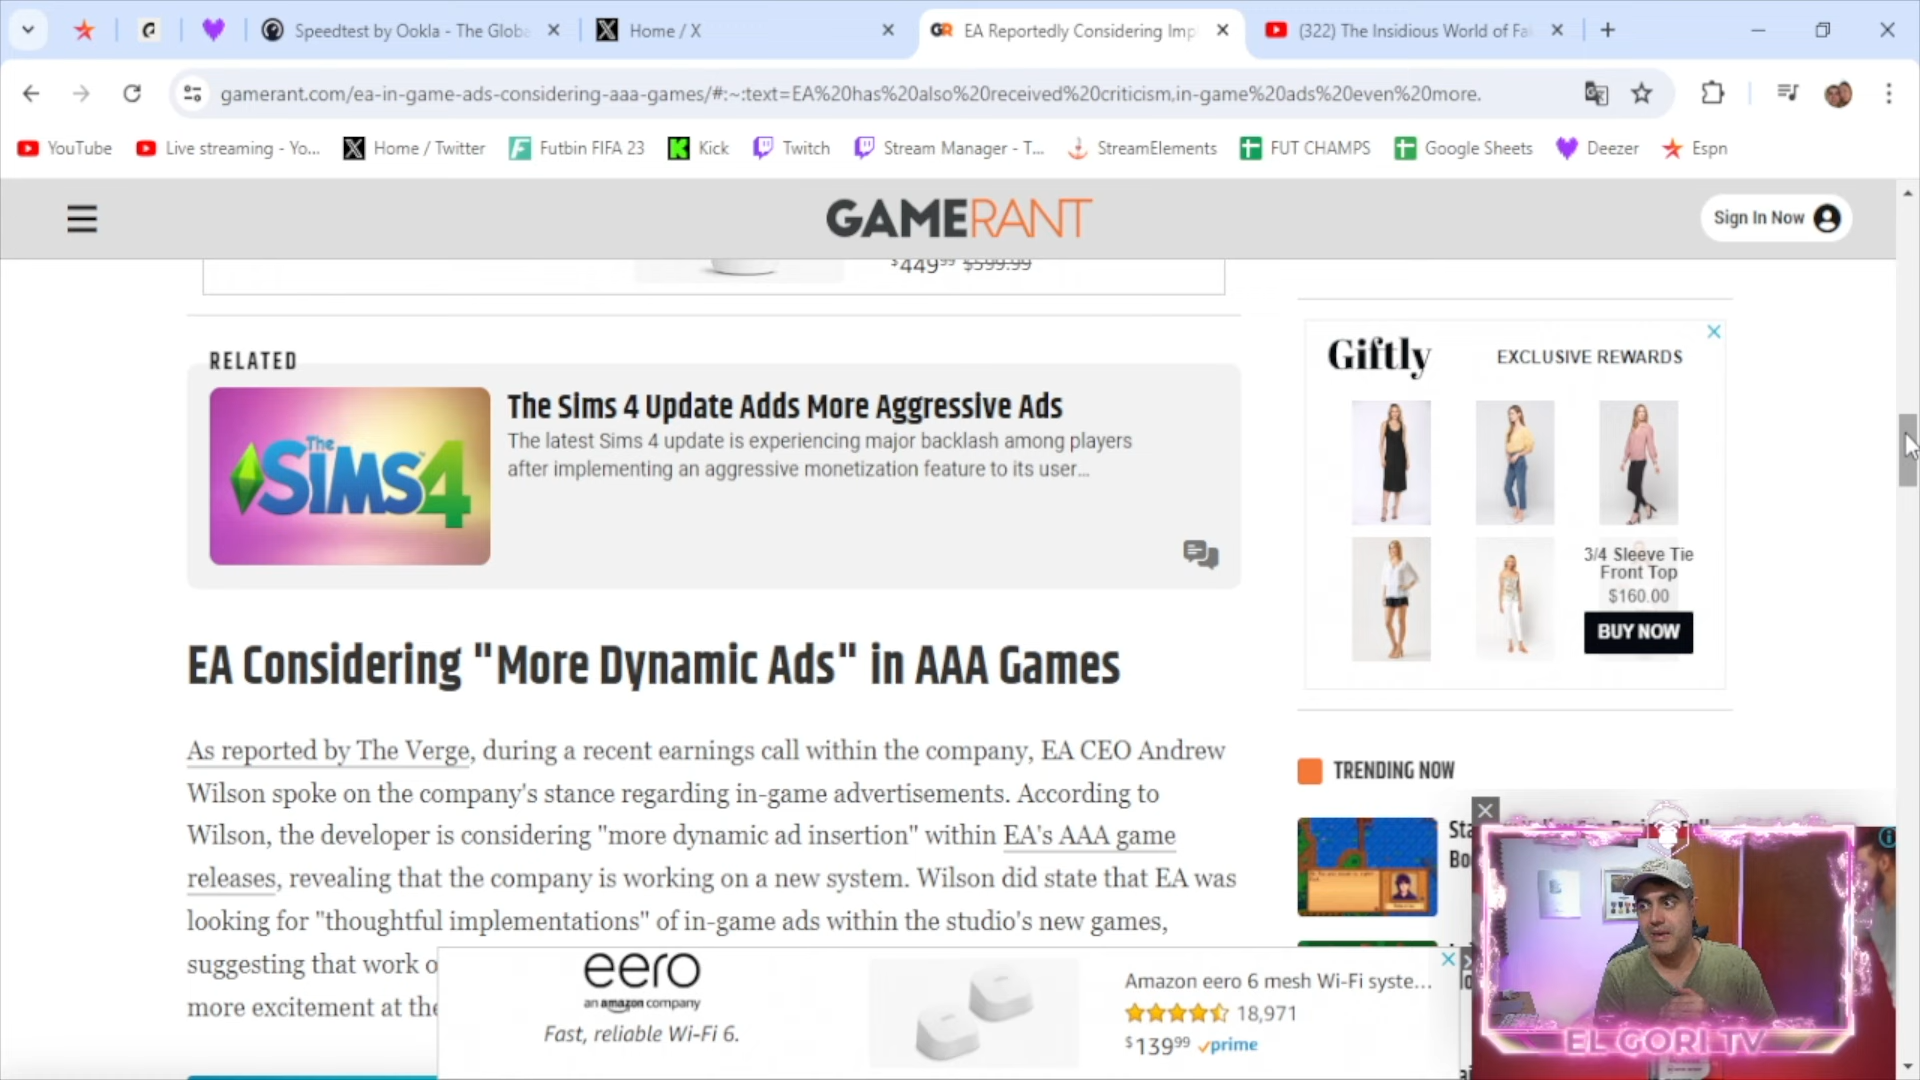 Speedtest by Ookla - The Globa
Home / X
EA Reportedly Considering Imp
(322) The Insidious World of Fa
gamerant.com/ea-in-game-ads-considering-aaa-games/#:~:text=EA%20has%20also%20received%20criticism,in-game%20ads%20even%20more.
YouTube
Live streaming - Yo...
Home / Twitter
Futbin FIFA 23
Kick
Twitch
Stream Manager - T...
StreamElements
FUT CHAMPS
Google Sheets
Deezer
Espn
GAMERANT
Sign In Now
$449⁹⁹ $599.99
RELATED
The Sims 4 Update Adds More Aggressive Ads
The latest Sims 4 update is experiencing major backlash among players
after implementing an aggressive monetization feature to its user...
The SIMS 4
Giftly
EXCLUSIVE REWARDS
3/4 Sleeve Tie
Front Top
$160.00
BUY NOW
EA Considering "More Dynamic Ads" in AAA Games
As reported by The Verge, during a recent earnings call within the company, EA CEO Andrew
Wilson spoke on the company's stance regarding in-game advertisements. According to
Wilson, the developer is considering "more dynamic ad insertion" within EA's AAA game
releases, revealing that the company is working on a new system. Wilson did state that EA was
looking for "thoughtful implementations" of in-game ads within the studio's new games,
suggesting that work o
more excitement at the
TRENDING NOW
eero
an amazon company
Fast, reliable Wi-Fi 6.
Amazon eero 6 mesh Wi-Fi syste...
18,971
$139⁹⁹ prime
EL GORI TV